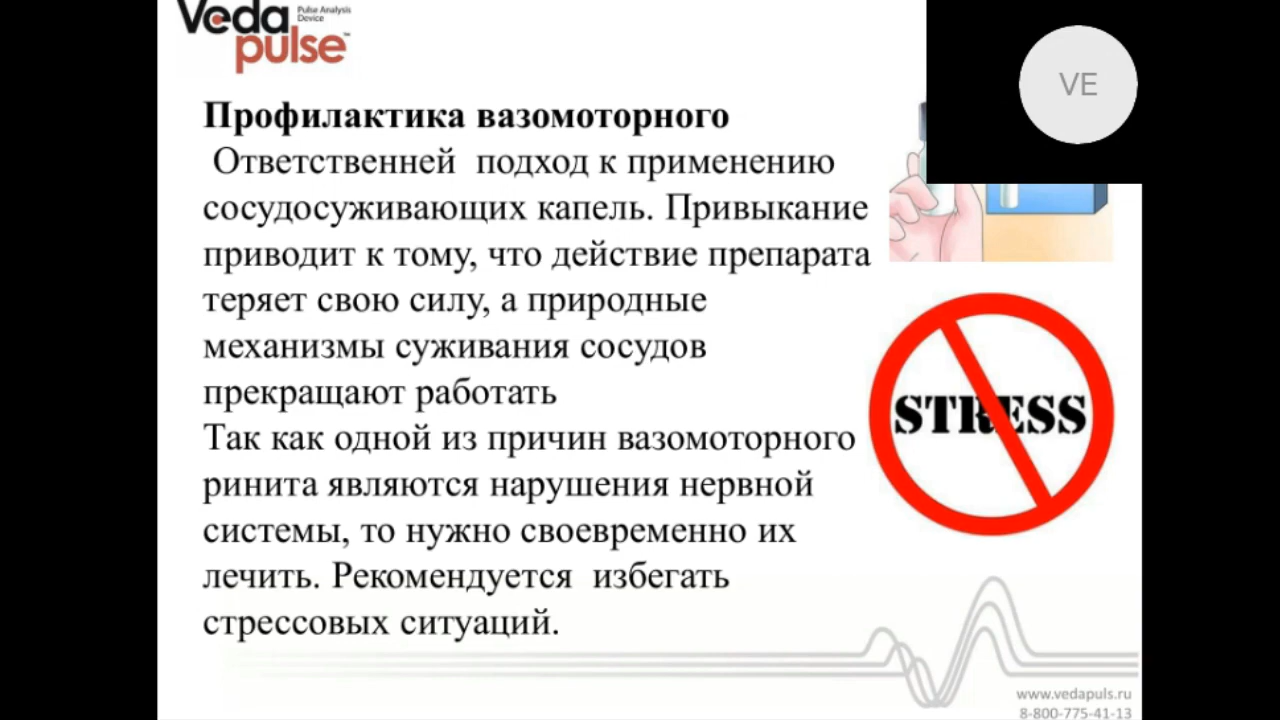 Veda
Pulse Analysis
Device
pulse™
VE
Профилактика вазомоторного
Ответственней подход к применению
сосудосуживающих капель. Привыкание
приводит к тому, что действие препарата
теряет свою силу, а природные
механизмы суживания сосудов
прекращают работать
Так как одной из причин вазомоторного
ринита являются нарушения нервной
системы, то нужно своевременно их
лечить. Рекомендуется избегать
стрессовых ситуаций.
STRESS
www.vedapuls.ru
8-800-775-41-13